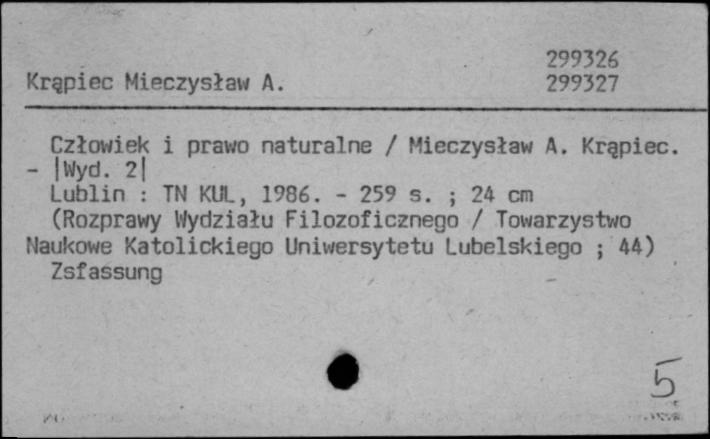 299326
Krąpiec Mieczysław A. 299327
Człowiek i prawo naturalne / Mieczysław A. Krąpiec.
- |Wyd. 2|
Lublin : TN KUL, 1986. - 259 s. ; 24 cm
(Rozprawy Wydziału Filozoficznego / Towarzystwo
Naukowe Katolickiego Uniwersytetu Lubelskiego ; 44)
Zsfassung
5